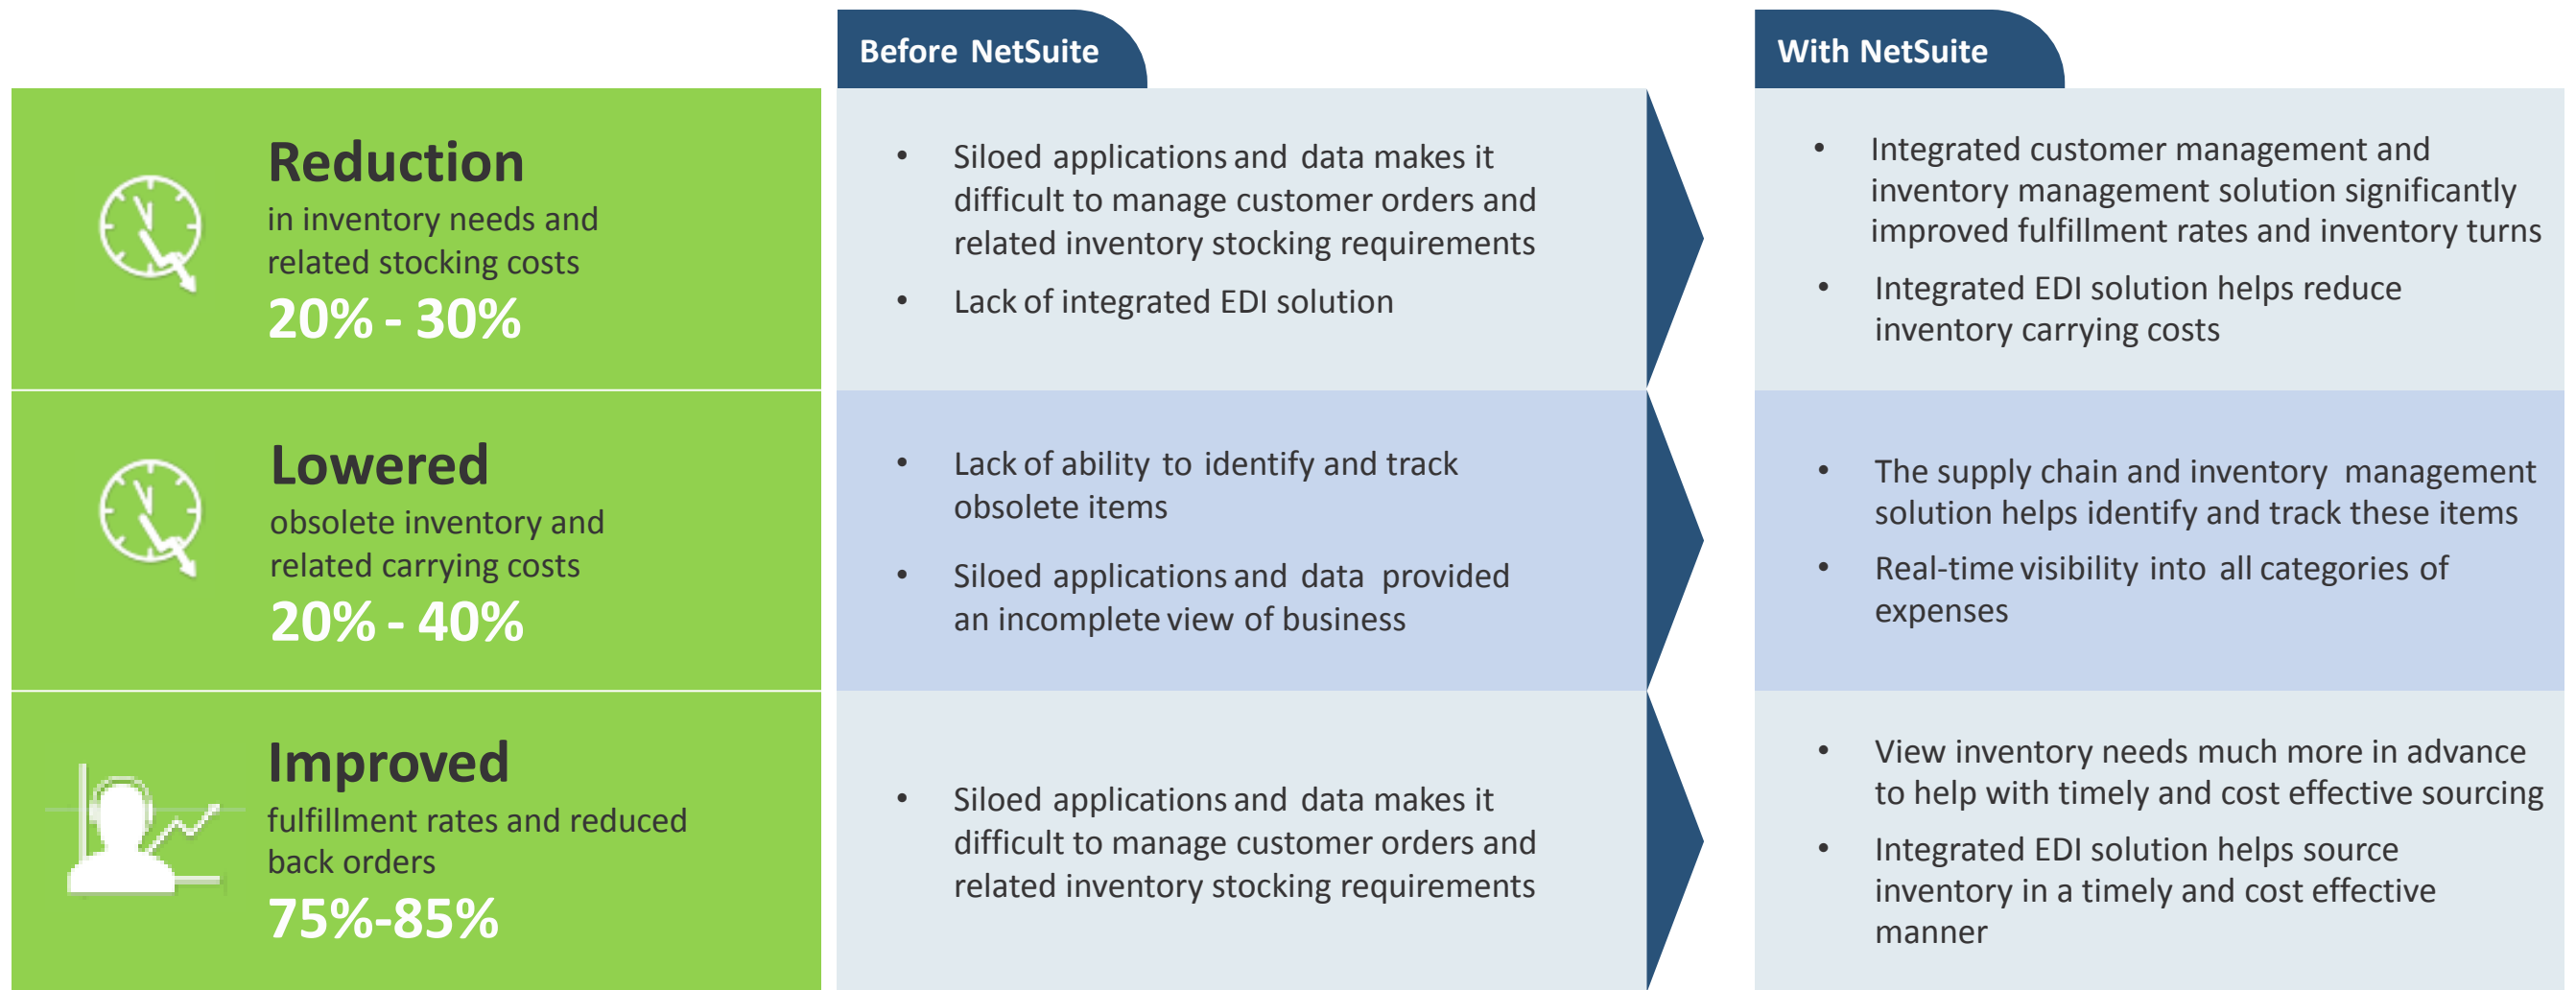 Before NetSuite
With NetSuite
Reduction
in inventory needs and
related stocking costs
20% - 30%
• Siloed applications and data makes it
difficult to manage customer orders and
related inventory stocking requirements
• Lack of integrated EDI solution
• Integrated customer management and
inventory management solution significantly
improved fulfillment rates and inventory turns
• Integrated EDI solution helps reduce
inventory carrying costs
Lowered
obsolete inventory and
related carrying costs
20% - 40%
• Lack of ability to identify and track
obsolete items
• Siloed applications and data provided
an incomplete view of business
• The supply chain and inventory management
solution helps identify and track these items
• Real-time visibility into all categories of
expenses
Improved
fulfillment rates and reduced
back orders
75%-85%
• Siloed applications and data makes it
difficult to manage customer orders and
related inventory stocking requirements
• View inventory needs much more in advance
to help with timely and cost effective sourcing
• Integrated EDI solution helps source
inventory in a timely and cost effective
manner